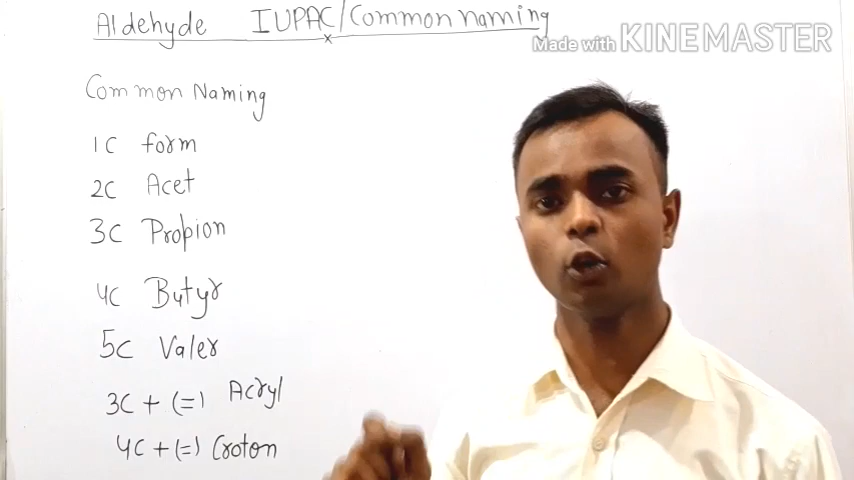 Aldehyde IUPAC/Common naming
Made with KINEMASTER
Common Naming
1C form
2C Acet
3C Propion
4C Butyr
5C Valer
3C + (=) Acryl
4C + (=) Croton